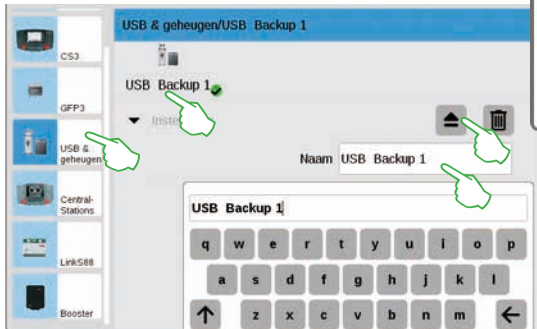 USB & geheugen/USB Backup 1
CS3
USB Backup 1
GFP3
Inste
USB &
geheugen
Naam USB Backup 1
Central-
Stations
USB Backup 1
LinkS88
q w e r t y u i o p
a s d f g h j k l
Booster
z x c v b n m